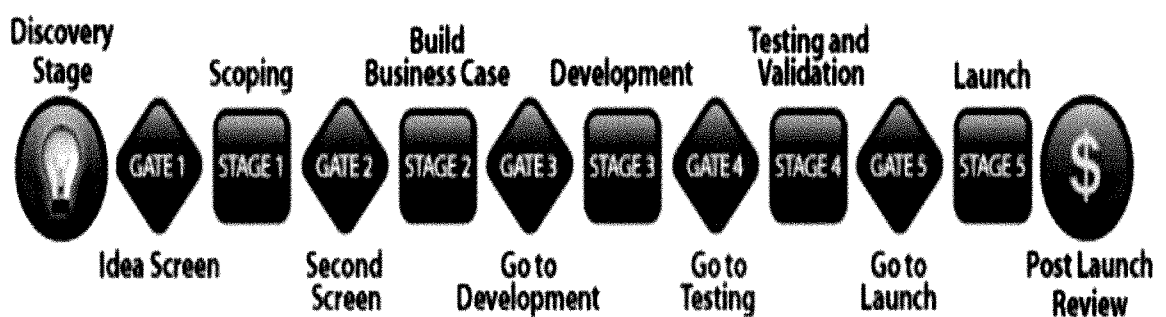 Discovery
Stage
Scoping
Build
Business Case
Development
Testing and
Validation
Launch
GATE 1
STAGE 1
GATE 2
STAGE 2
GATE 3
STAGE 3
GATE 4
STAGE 4
GATE 5
STAGE 5
$
Idea Screen
Second
Screen
Go to
Development
Go to
Testing
Go to
Launch
Post Launch
Review